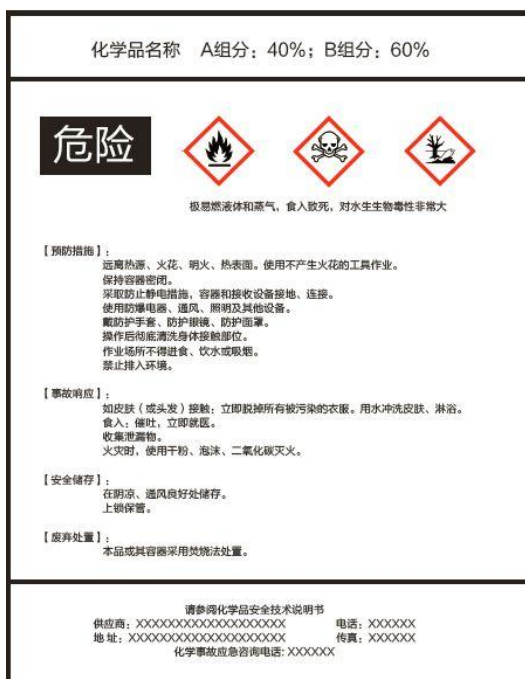 化学品名称 A组分：40%；B组分：60%
危险
极易燃液体和蒸气，食入致死，对水生生物毒性非常大
【预防措施】：
远离热源、火花、明火、热表面。使用不产生火花的工具作业。
保持容器密闭。
采取防止静电措施，容器和接收设备接地、连接。
使用防爆电器、通风、照明及其他设备。
戴防护手套、防护眼镜、防护面罩。
操作后彻底清洗身体接触部位。
作业场所不得进食、饮水或吸烟。
禁止排入环境。
【事故响应】：
如皮肤（或头发）接触：立即脱掉所有被污染的衣服。用水冲洗皮肤、淋浴。
食入：催吐，立即就医。
收集泄漏物。
火灾时，使用干粉、泡沫、二氧化碳灭火。
【安全储存】：
在阴凉、通风良好处储存。
上锁保管。
【废弃处置】：
本品或其容器采用焚烧法处置。
请参阅化学品安全技术说明书
供应商：XXXXXXXXXXXXXXXXXXXX 电话：XXXXXX
地 址：XXXXXXXXXXXXXXXXXXXXX 传真：XXXXXX
化学事故应急咨询电话：XXXXXX